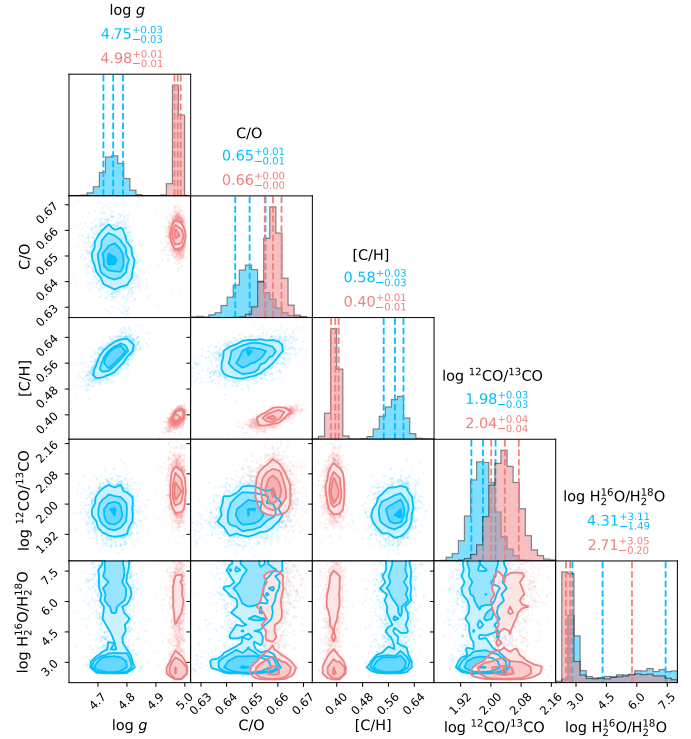 log g
4.75+0.03−0.03
4.98+0.01−0.01
C/O
0.65+0.01−0.01
0.66+0.00−0.00
[C/H]
0.58+0.03−0.03
0.40+0.01−0.01
log 12CO/13CO
1.98+0.03−0.03
2.04+0.04−0.04
log H216O/H218O
4.31+3.11−1.49
2.71+3.05−0.20
C/O
0.67
0.66
0.65
0.64
0.63
[C/H]
0.64
0.56
0.48
0.40
log 12CO/13CO
2.16
2.08
2.00
1.92
log H216O/H218O
7.5
6.0
4.5
3.0
4.7 4.8 4.9 5.0
0.63 0.64 0.65 0.66 0.67
0.40 0.48 0.56 0.64
1.92 2.00 2.08 2.16
3.0 4.5 6.0 7.5
log g
C/O
[C/H]
log 12CO/13CO
log H216O/H218O